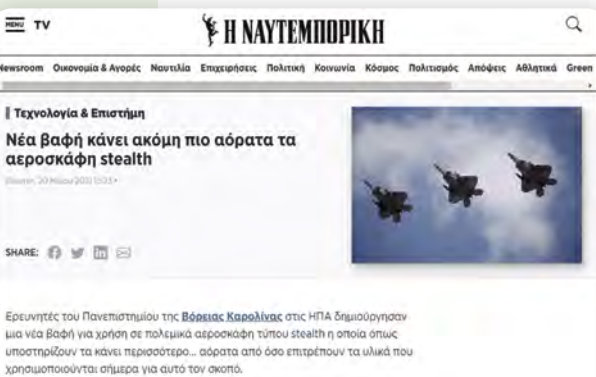 MENU TV
Η ΝΑΥΤΕΜΠΟΡΙΚΗ
Newsroom Οικονομία & Αγορές Ναυτιλία Επιχειρήσεις Πολιτική Κοινωνία Κόσμος Πολιτισμός Απόψεις Αθλητικά Green
Τεχνολογία & Επιστήμη
Νέα βαφή κάνει ακόμη πιο αόρατα τα
αεροσκάφη stealth
SHARE:
Ερευνητές του Πανεπιστημίου της Βόρειας Καρολίνας στις ΗΠΑ δημιούργησαν
μια νέα βαφή για χρήση σε πολεμικά αεροσκάφη τύπου stealth η οποία όπως
υποστηρίζουν τα κάνει περισσότερο... αόρατα από όσο επιτρέπουν τα υλικά που
χρησιμοποιούνται σήμερα για αυτό τον σκοπό.